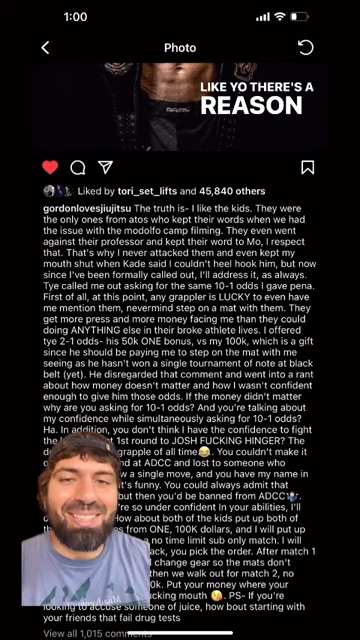 1:00
Photo
LIKE YO THERE'S A
REASON
Liked by tori_set_lifts and 45,840 others
gordonlovesjiujitsu The truth is- I like the kids. They were
the only ones from atos who kept their words when we had
the issue with the modolfo camp filming. They even went
against their professor and kept their word to Mo, I respect
that. That's why I never attacked them and even kept my
mouth shut when Kade said I couldn't heel hook him, but now
since I've been formally called out, I'll address it, as always.
Tye called me out asking for the same 10-1 odds I gave pena.
First of all, at this point, any grappler is LUCKY to even have
me mention them, nevermind step on a mat with them. They
get more press and more money facing me than they could
doing ANYTHING else in their broke athlete lives. I offered
tye 2-1 odds- his 50k ONE bonus, vs my 100k, which is a gift
since he should be paying me to step on the mat with me
seeing as he hasn't won a single tournament of note at black
belt (yet). He disregarded that comment and went into a rant
about how money doesn't matter and how I wasn't confident
enough to give him those odds. If the money didn't matter
why are you asking for 10-1 odds? And you're talking about
my confidence while simultaneously asking for 10-1 odds?
Ha. In addition, you don't think I have the confidence to fight
the 1st round to JOSH FUCKING HINGER? The
de grapple of all time😂. You couldn't make it
o nd at ADCC and lost to someone who
w a single move, and you have my name in
t's funny. You could always admit that
but then you'd be banned from ADCC🤷‍♂️.
u're so under confident in your abilities, I'll
o How about both of the kids put up both of
th es from ONE, 100K dollars, and I will put up
a no time limit sub only match. I will
ack, you pick the order. After match 1
I change gear so the mats don't
then we walk out for match 2, no
0k. Put your money where your
ucking mouth 😘. PS- If you're
looking to accuse someone of juice, how bout starting with
your friends that fail drug tests
View all 1,015 comments